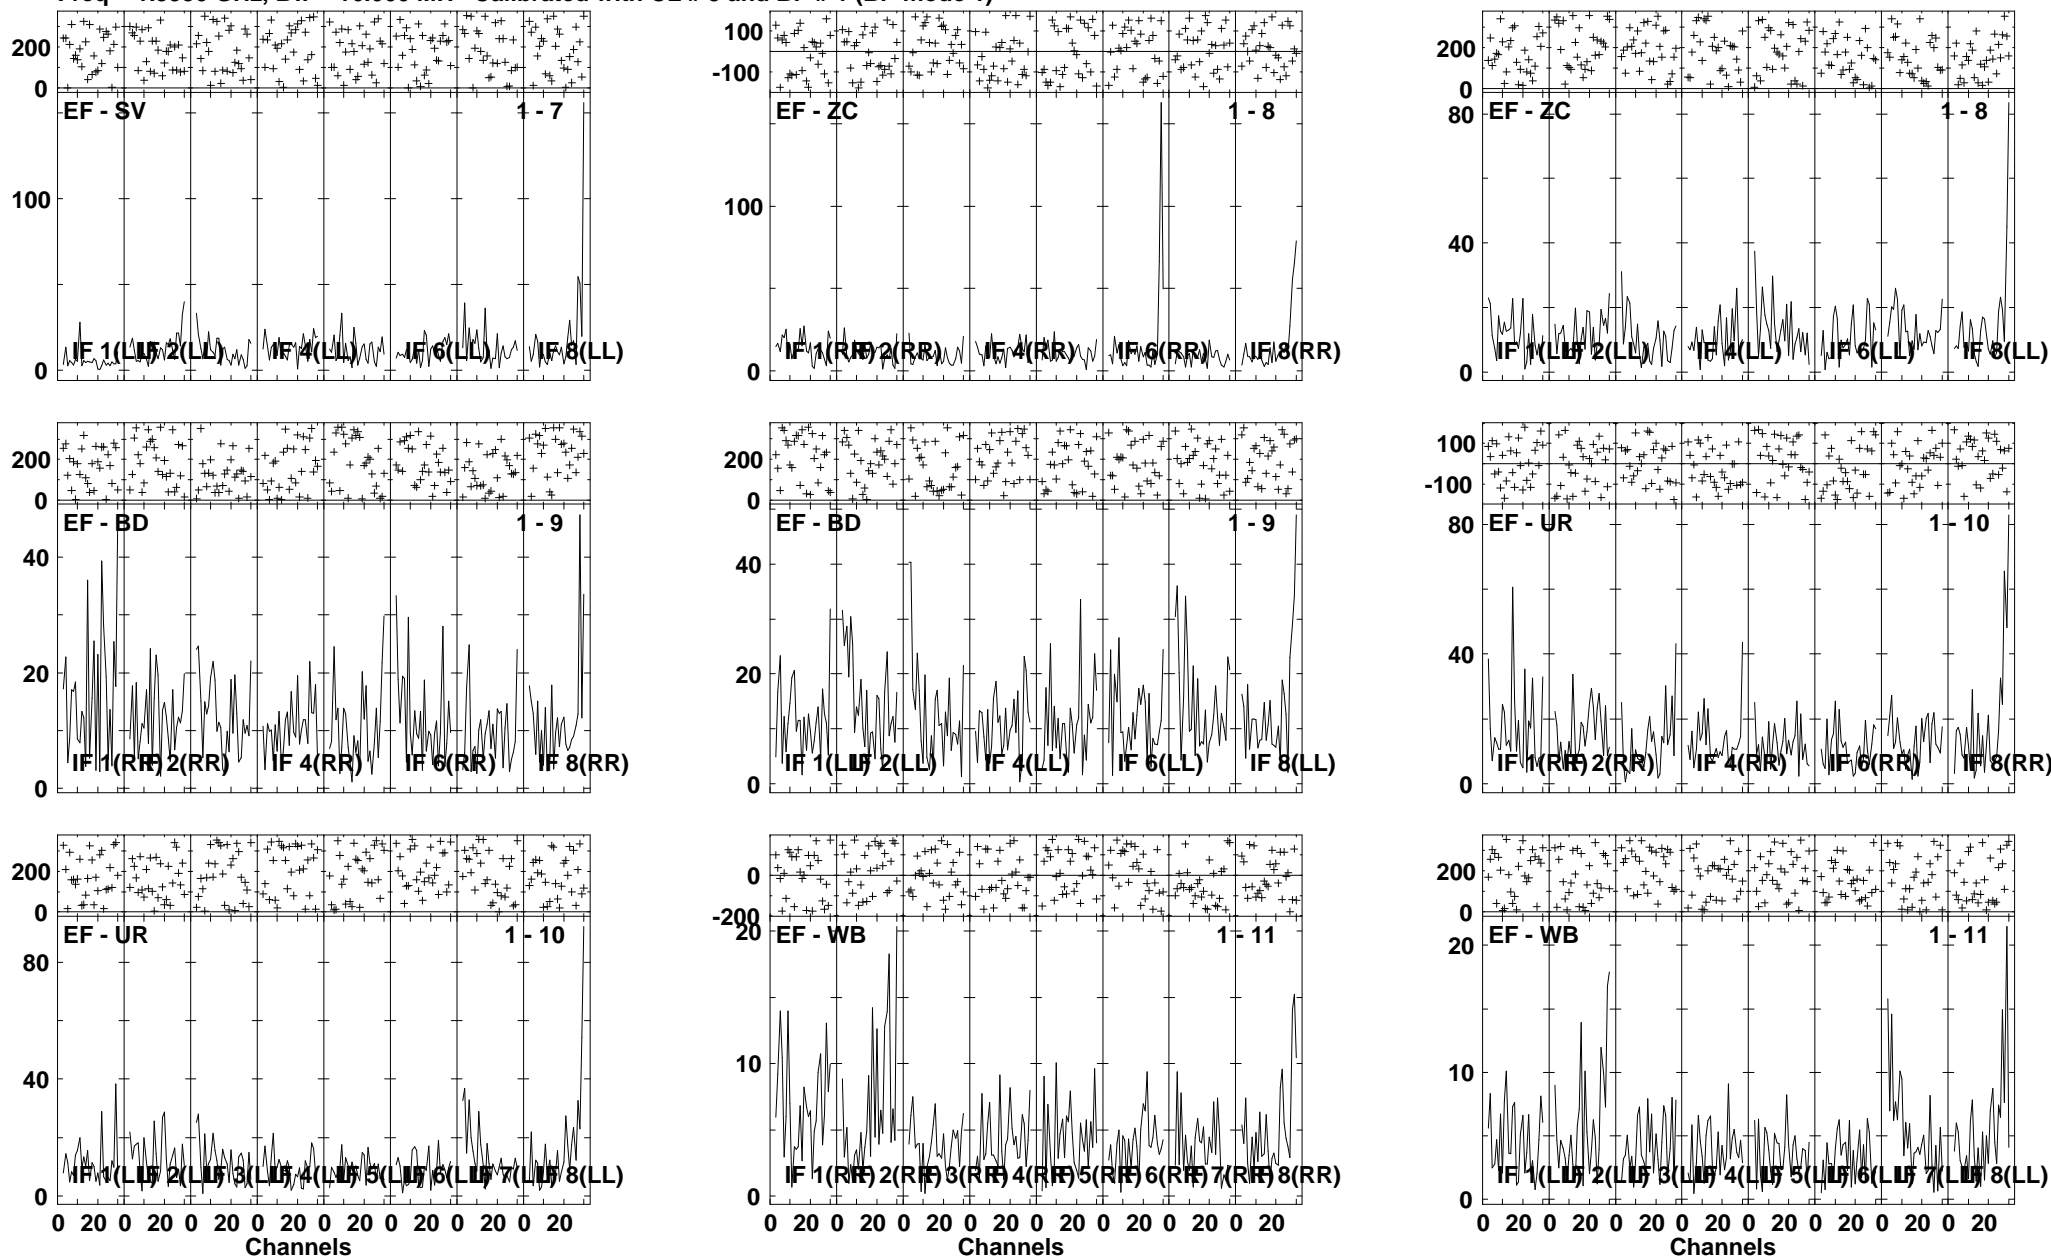 200
0
EF - SV
1 - 7
100
0
IF 1(LL)
IF 2(LL)
IF 4(LL)
IF 6(LL)
IF 8(LL)
100
-100
EF - ZC
1 - 8
100
0
IF 1(RR)
IF 2(RR)
IF 4(RR)
IF 6(RR)
IF 8(RR)
200
0
EF - ZC
1 - 8
80
40
0
IF 1(LL)
IF 2(LL)
IF 4(LL)
IF 6(LL)
IF 8(LL)
200
0
EF - BD
1 - 9
40
20
0
IF 1(RR)
IF 2(RR)
IF 4(RR)
IF 6(RR)
IF 8(RR)
200
0
EF - BD
1 - 9
40
20
0
IF 1(LL)
IF 2(LL)
IF 4(LL)
IF 6(LL)
IF 8(LL)
100
-100
EF - UR
1 - 10
80
40
0
IF 1(RR)
IF 2(RR)
IF 4(RR)
IF 6(RR)
IF 8(RR)
200
0
EF - UR
1 - 10
80
40
0
IF 1(LL)
IF 2(LL)
IF 3(LL)
IF 4(LL)
IF 5(LL)
IF 6(LL)
IF 7(LL)
IF 8(LL)
0 20 0 20 0 20 0 20 0 20 0 20 0 20 0 20
Channels
0
-200
EF - WB
1 - 11
20
10
0
IF 1(RR)
IF 2(RR)
IF 3(RR)
IF 4(RR)
IF 5(RR)
IF 6(RR)
IF 7(RR)
IF 8(RR)
0 20 0 20 0 20 0 20 0 20 0 20 0 20 0 20
Channels
200
0
EF - WB
1 - 11
20
10
0
IF 1(LL)
IF 2(LL)
IF 3(LL)
IF 4(LL)
IF 5(LL)
IF 6(LL)
IF 7(LL)
IF 8(LL)
0 20 0 20 0 20 0 20 0 20 0 20 0 20 0 20
Channels